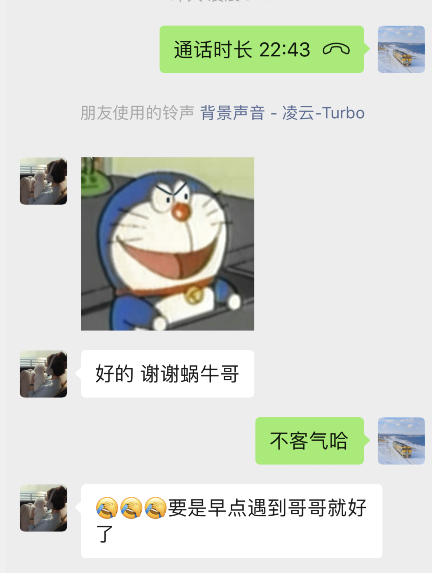 通话时长 22:43
朋友使用的铃声 背景声音 - 凌云-Turbo
好的 谢谢蜗牛哥
不客气哈
😂😂😂要是早点遇到哥哥就好
了